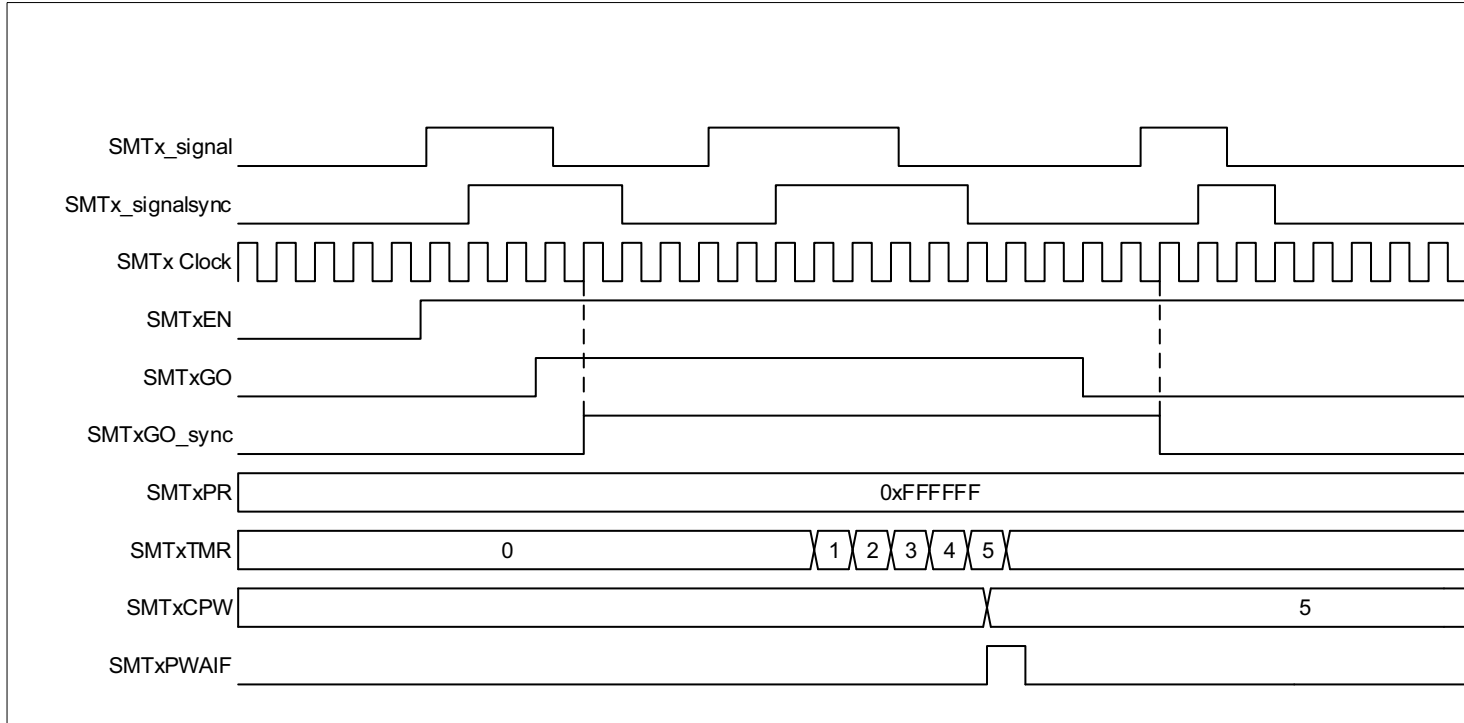 SMTx_signal
SMTx_signalsync
SMTx Clock
SMTxEN
SMTxGO
SMTxGO_sync
SMTxPR 0xFFFFFF
SMTxTMR 0 1 2 3 4 5
SMTxCPW 5
SMTxPWAIF